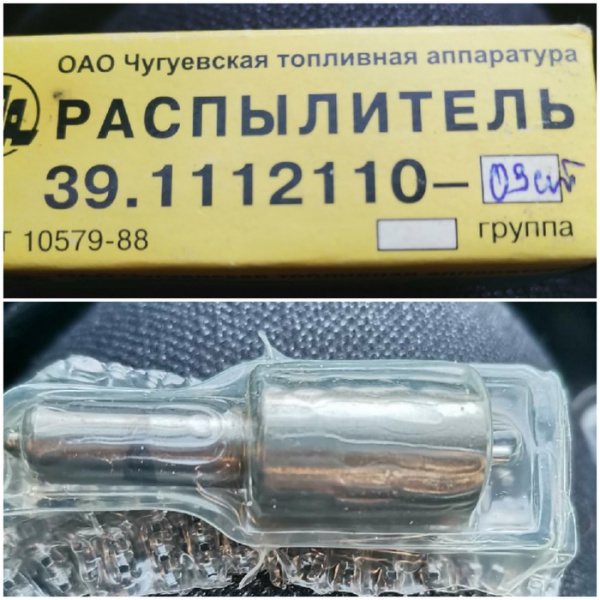 ОАО Чугуевская топливная аппаратура
РАСПЫЛИТЕЛЬ
39.1112110–
Т 10579-88
группа